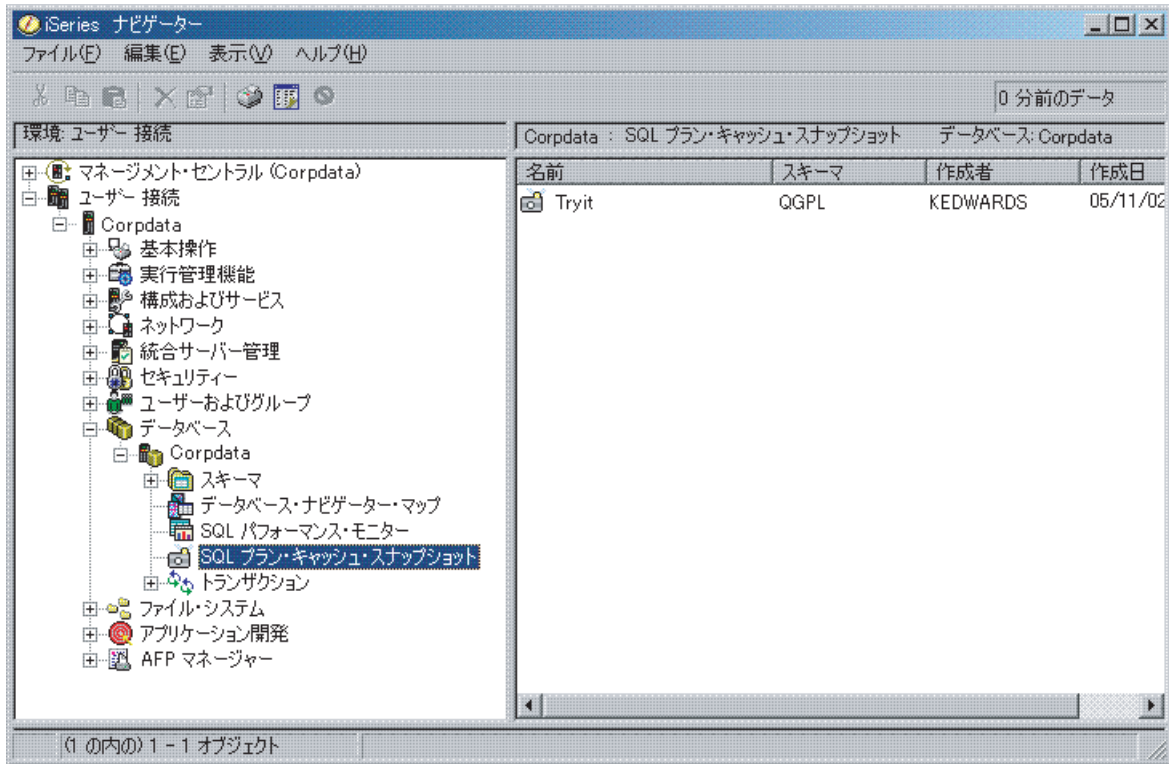 iSeries ナビゲーター
ファイル(F) 編集(E) 表示(V) ヘルプ(H)
0 分前のデータ
環境: ユーザー 接続
Corpdata : SQL プラン・キャッシュ・スナップショット データベース: Corpdata
マネージメント・セントラル (Corpdata)
ユーザー 接続
Corpdata
基本操作
実行管理機能
構成およびサービス
ネットワーク
統合サーバー管理
セキュリティー
ユーザーおよびグループ
データベース
Corpdata
スキーマ
データベース・ナビゲーター・マップ
SQL パフォーマンス・モニター
SQL プラン・キャッシュ・スナップショット
トランザクション
ファイル・システム
アプリケーション開発
AFP マネージャー
名前 スキーマ 作成者 作成日
Tryit QGPL KEDWARDS 05/11/02
(1 の内の) 1 - 1 オブジェクト